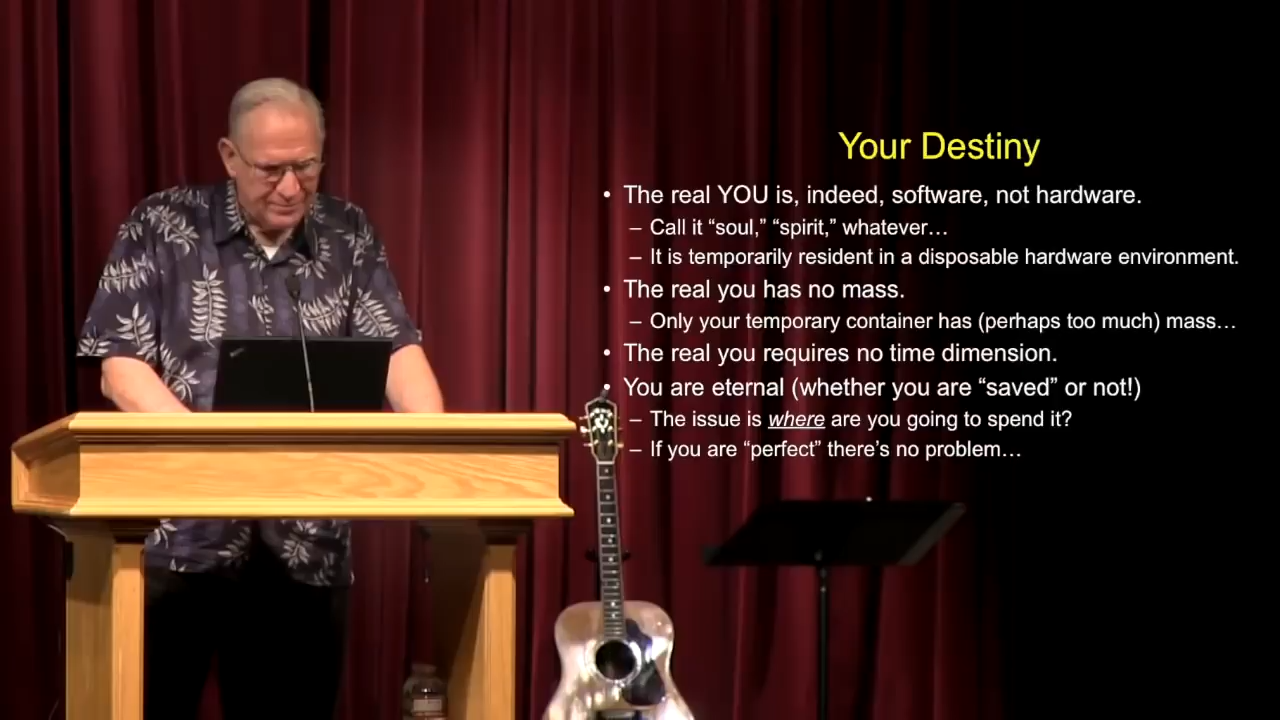 Your Destiny
• The real YOU is, indeed, software, not hardware.
– Call it “soul,” “spirit,” whatever…
– It is temporarily resident in a disposable hardware environment.
• The real you has no mass.
– Only your temporary container has (perhaps too much) mass…
• The real you requires no time dimension.
• You are eternal (whether you are “saved” or not!)
– The issue is where are you going to spend it?
– If you are “perfect” there’s no problem…